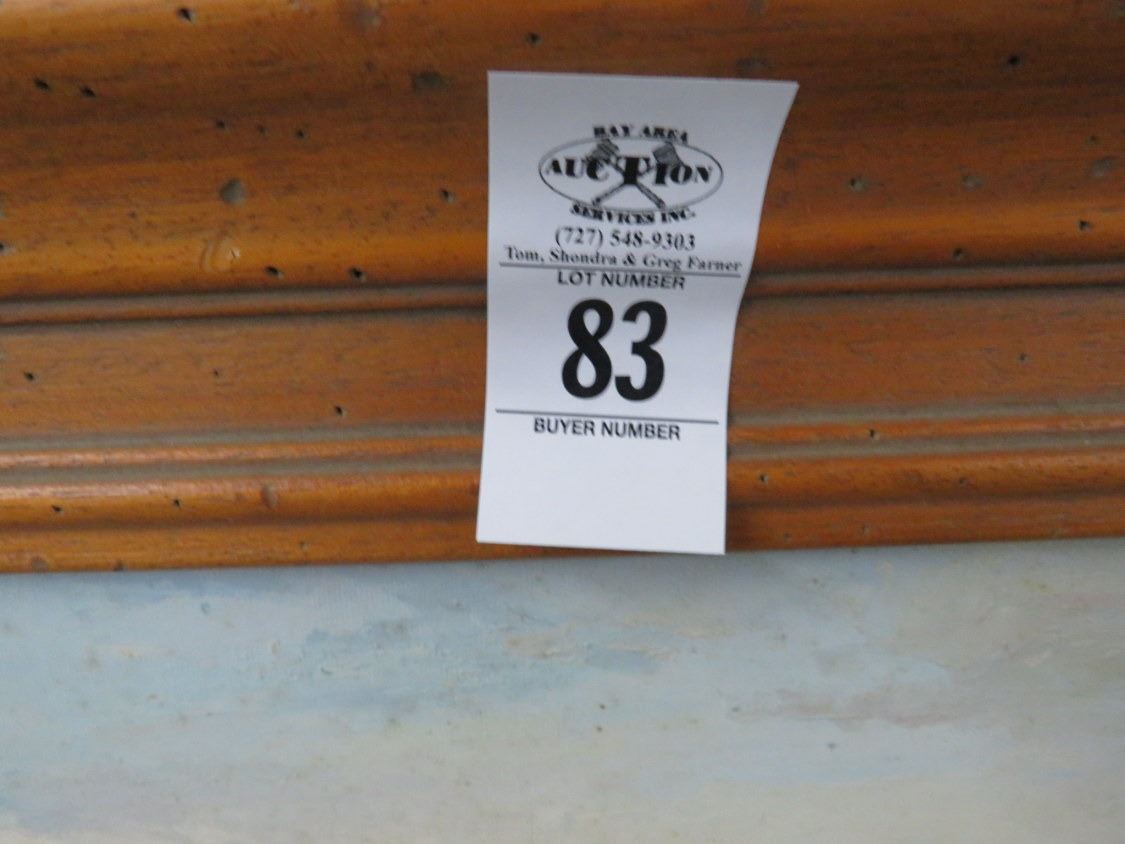 BAY AREA
AUCTION
SERVICES INC.
(727) 548-9303
Tom, Shondra & Greg Farner
LOT NUMBER
83
BUYER NUMBER